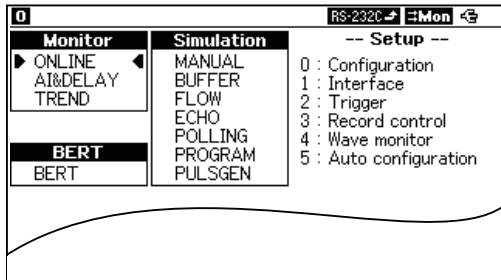 0 RS-232C Mon
Monitor
ONLINE
AI&DELAY
TREND
BERT
BERT
Simulation
MANUAL
BUFFER
FLOW
ECHO
POLLING
PROGRAM
PULSGEN
-- Setup --
0 : Configuration
1 : Interface
2 : Trigger
3 : Record control
4 : Wave monitor
5 : Auto configuration